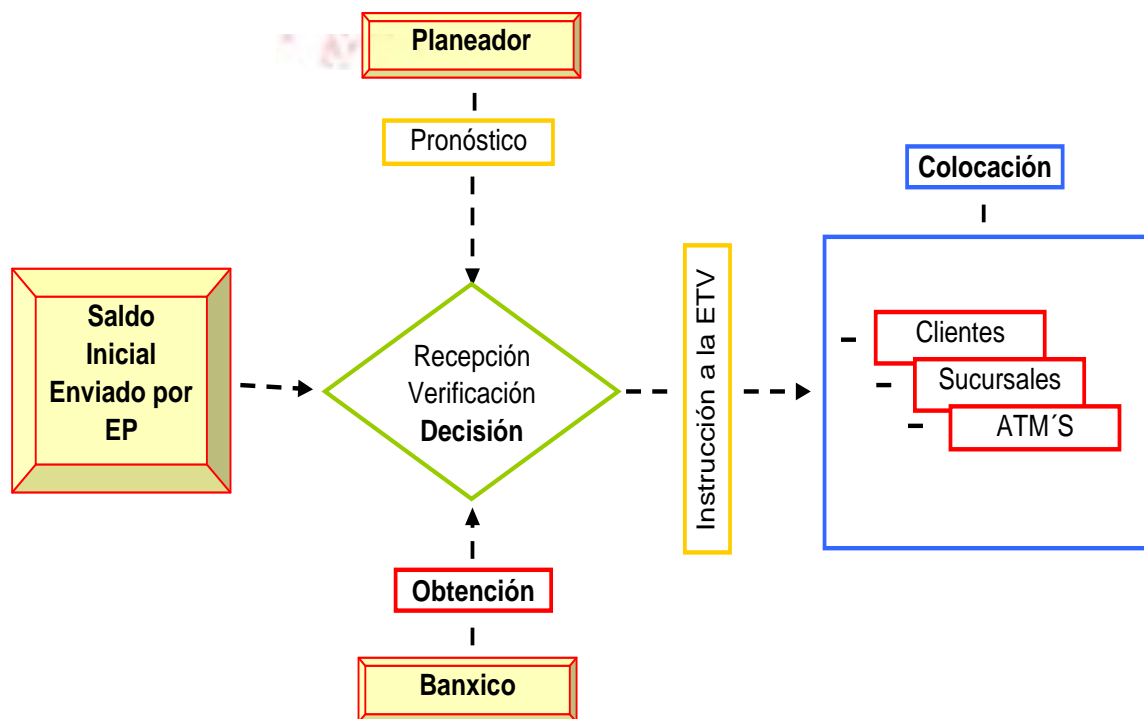 Planeador
Pronóstico
Colocación
Saldo
Inicial
Enviado por
EP
Recepción
Verificación
Decisión
Instrucción a la ETV
Clientes
Sucursales
ATM´S
Obtención
Banxico